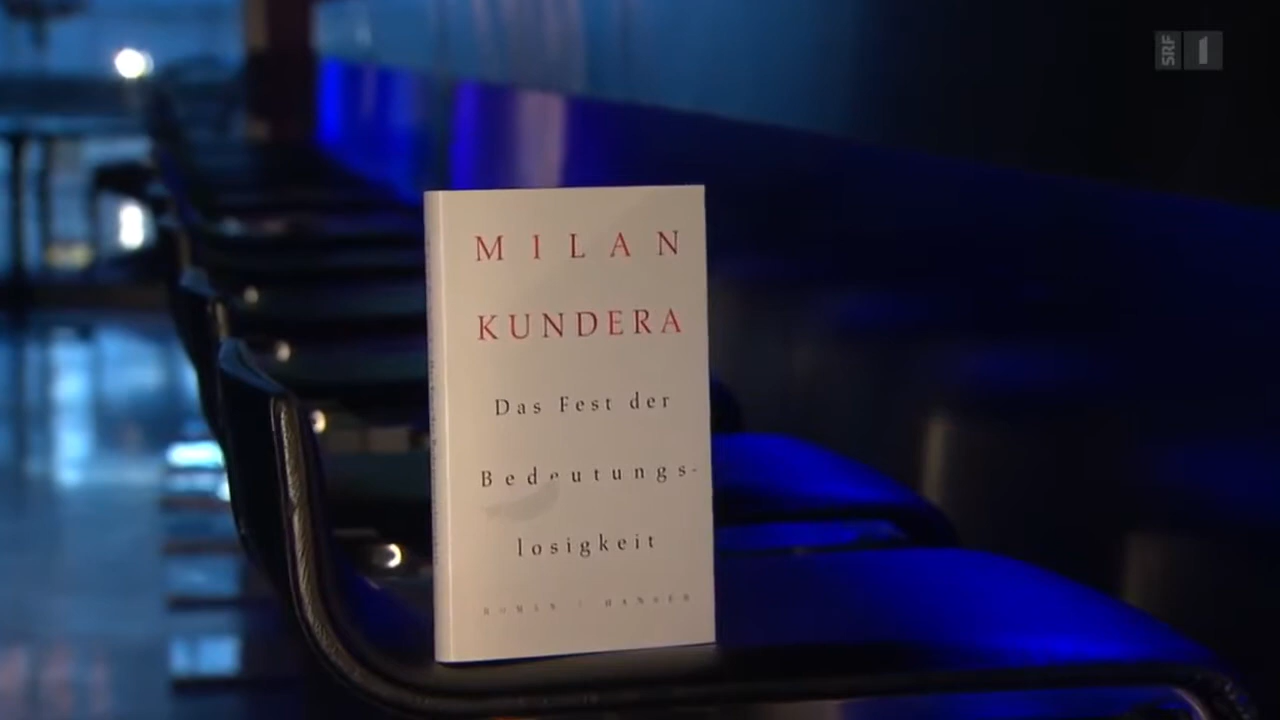 SRF 1
MILAN
KUNDERA
Das Fest der
Bedeutungs-
losigkeit
ROMAN / HANSER